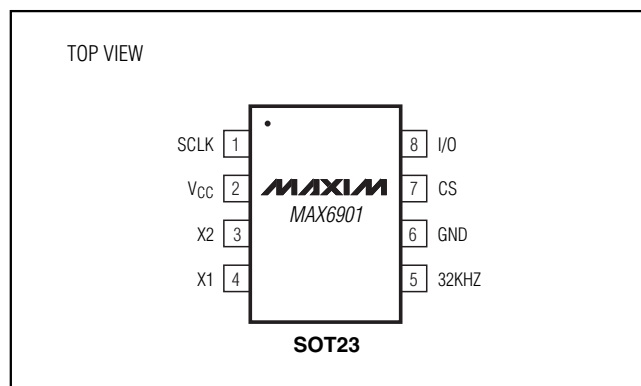 TOP VIEW
SCLK 1 8 I/O
VCC 2 MAXIM 7 CS
MAX6901
X2 3 6 GND
X1 4 5 32KHZ
SOT23